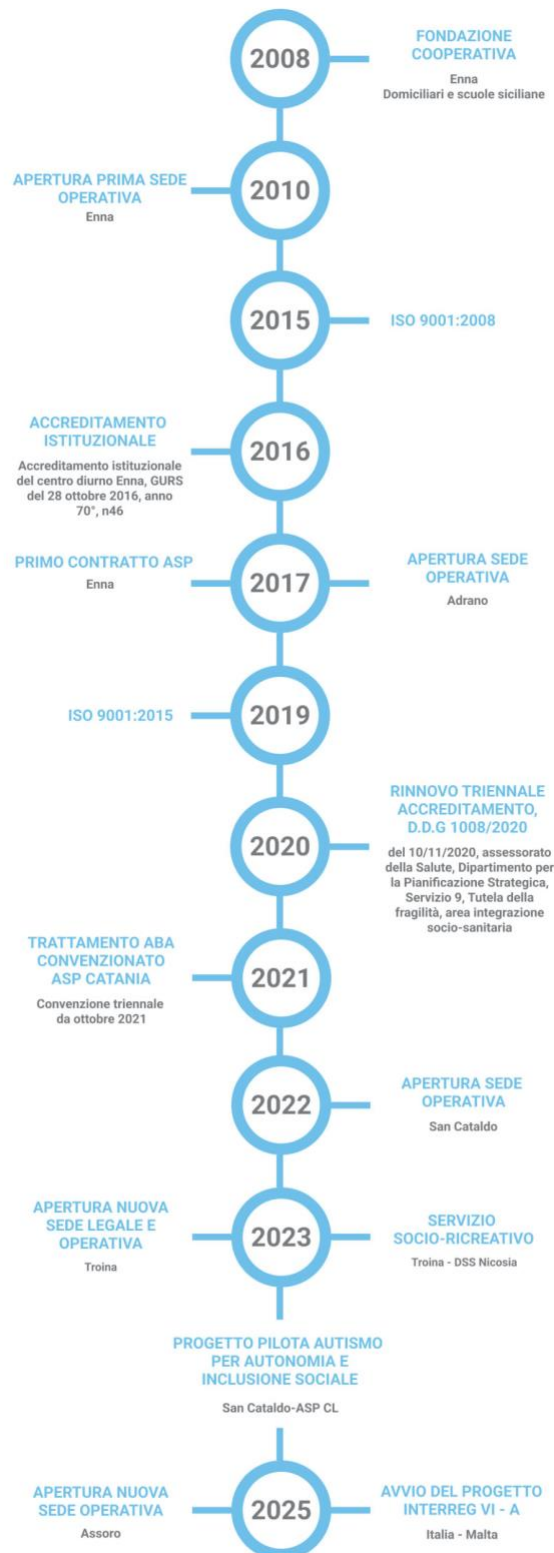 2008
FONDAZIONE
COOPERATIVA
Enna
Domiciliari e scuole siciliane
APERTURA PRIMA SEDE
OPERATIVA
Enna
2010
2015
ISO 9001:2008
ACCREDITAMENTO
ISTITUZIONALE
Accreditamento istituzionale
del centro diurno Enna, GURS
del 28 ottobre 2016, anno
70°, n46
2016
PRIMO CONTRATTO ASP
Enna
2017
APERTURA SEDE
OPERATIVA
Adrano
ISO 9001:2015
2019
2020
RINNOVO TRIENNALE
ACCREDITAMENTO,
D.D.G 1008/2020
del 10/11/2020, assessorato
della Salute, Dipartimento per
la Pianificazione Strategica,
Servizio 9, Tutela della
fragilità, area integrazione
socio-sanitaria
TRATTAMENTO ABA
CONVENZIONATO
ASP CATANIA
Convenzione triennale
da ottobre 2021
2021
2022
APERTURA SEDE
OPERATIVA
San Cataldo
APERTURA NUOVA
SEDE LEGALE E
OPERATIVA
Troina
2023
SERVIZIO
SOCIO-RICREATIVO
Troina - DSS Nicosia
PROGETTO PILOTA AUTISMO
PER AUTONOMIA E
INCLUSIONE SOCIALE
San Cataldo-ASP CL
APERTURA NUOVA
SEDE OPERATIVA
Assoro
2025
AVVIO DEL PROGETTO
INTERREG VI - A
Italia - Malta